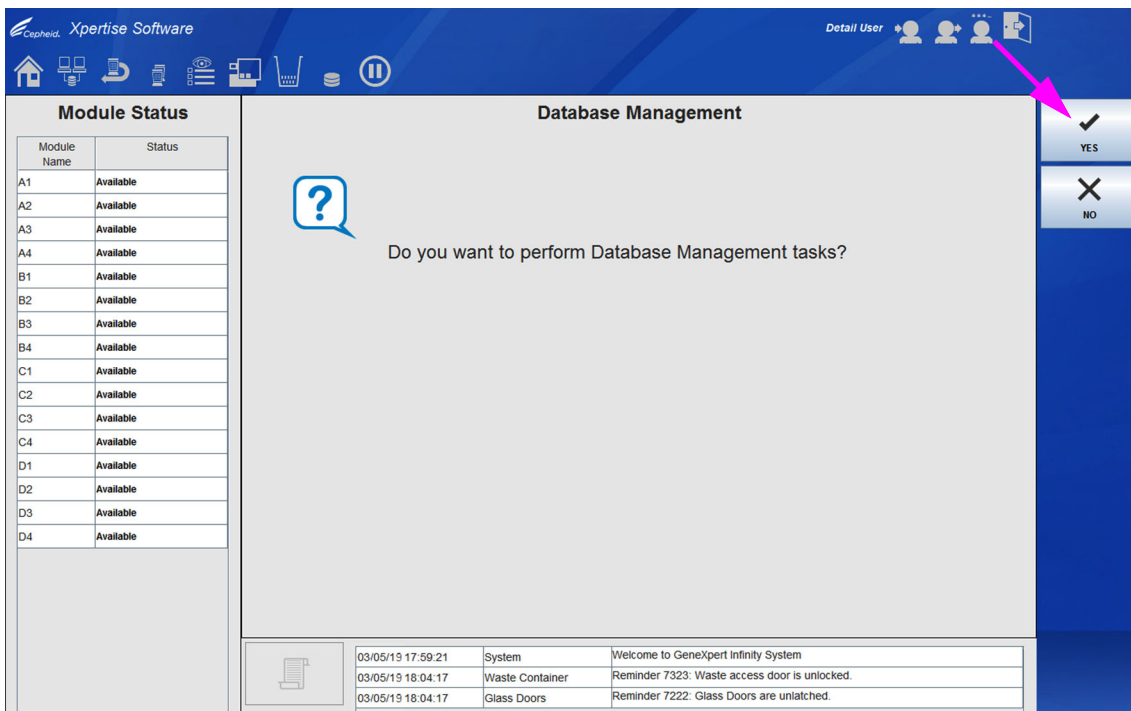 Cepheid. Xpertise Software
Detail User
Module Status
Module Name Status
A1 Available
A2 Available
A3 Available
A4 Available
B1 Available
B2 Available
B3 Available
B4 Available
C1 Available
C2 Available
C3 Available
C4 Available
D1 Available
D2 Available
D3 Available
D4 Available
Database Management
?
Do you want to perform Database Management tasks?
YES
NO
03/05/19 17:59:21 System Welcome to GeneXpert Infinity System
03/05/19 18:04:17 Waste Container Reminder 7323: Waste access door is unlocked.
03/05/19 18:04:17 Glass Doors Reminder 7222: Glass Doors are unlatched.